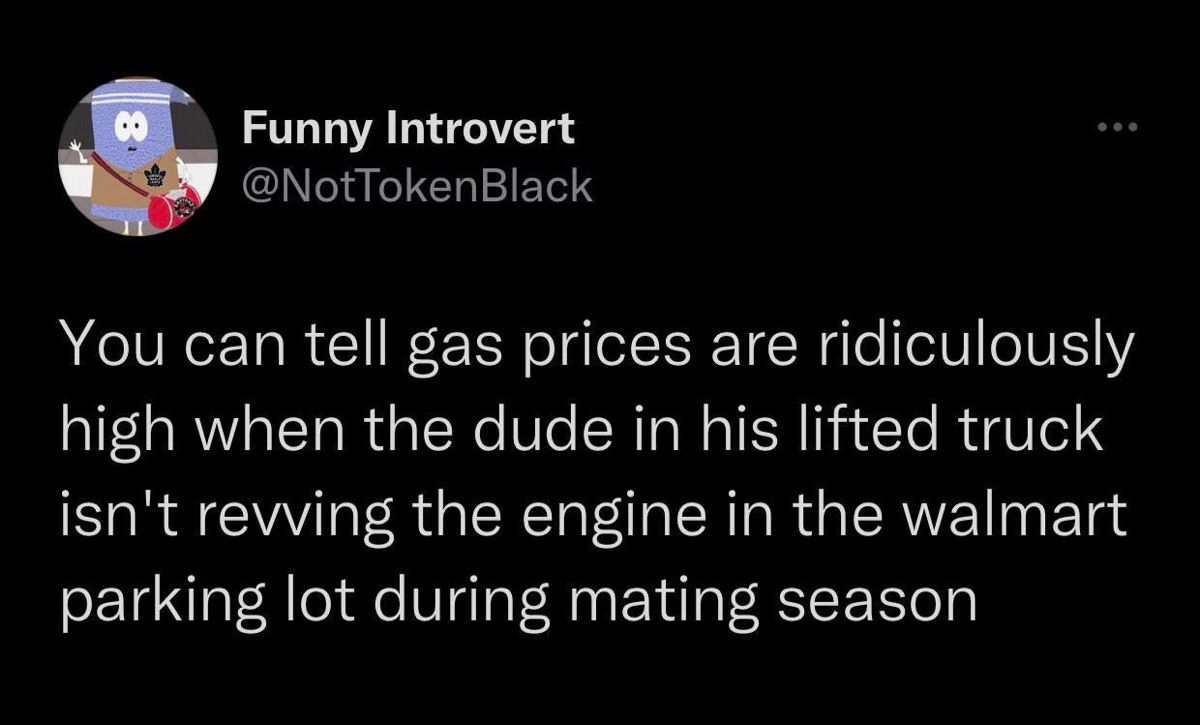 Funny Introvert
@NotTokenBlack
You can tell gas prices are ridiculously
high when the dude in his lifted truck
isn't revving the engine in the walmart
parking lot during mating season